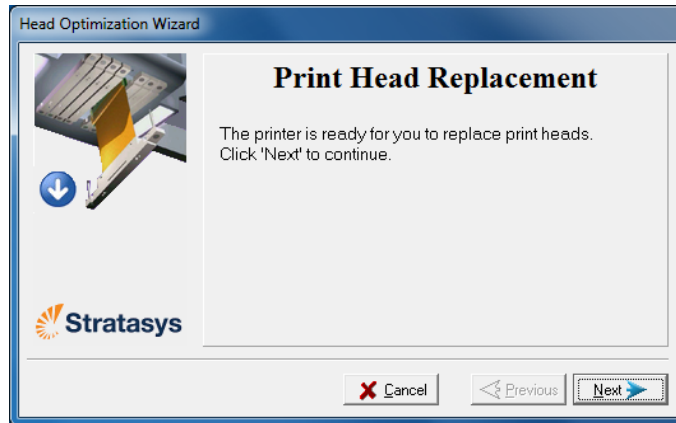 Head Optimization Wizard
Print Head Replacement
The printer is ready for you to replace print heads.
Click 'Next' to continue.
Stratasys
Cancel
Previous
Next